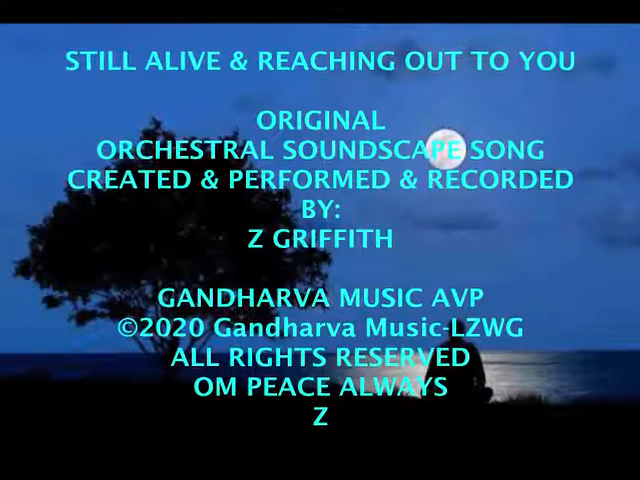 STILL ALIVE & REACHING OUT TO YOU
ORIGINAL
ORCHESTRAL SOUNDSCAPE SONG
CREATED & PERFORMED & RECORDED
BY:
Z GRIFFITH
GANDHARVA MUSIC AVP
©2020 Gandharva Music-LZWG
ALL RIGHTS RESERVED
OM PEACE ALWAYS
Z